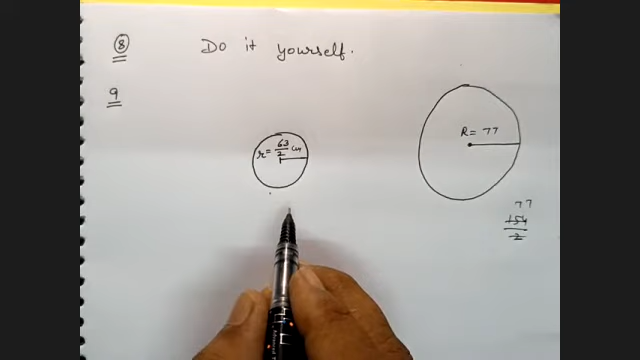 ⑧ Do it yourself.
9
r = 63/2 cm
R = 77
77
154
2